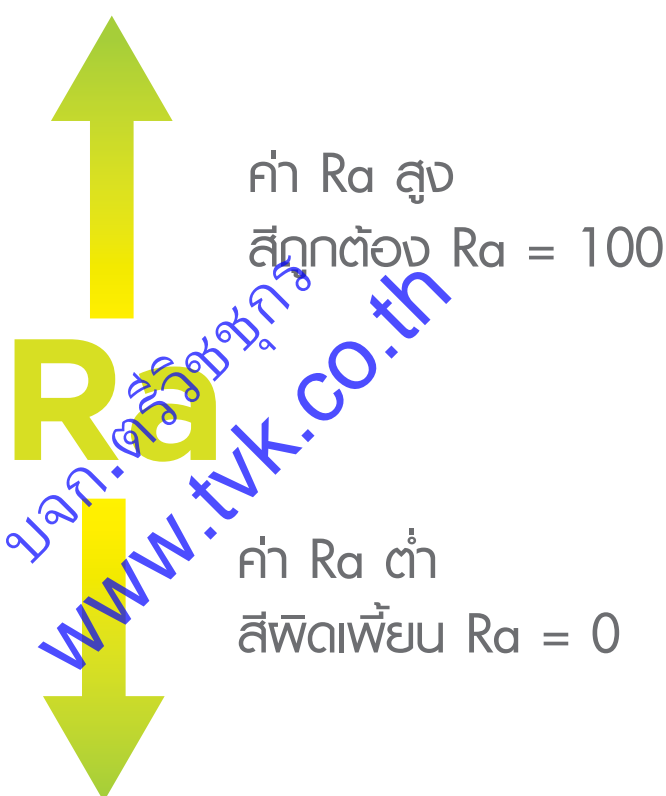 ค่า Ra สูง
สีถูกต้อง Ra = 100
Ra
บจก.ตรีวิชชุกร
www.tvk.co.th
ค่า Ra ต่ำ
สีผิดเพี้ยน Ra = 0